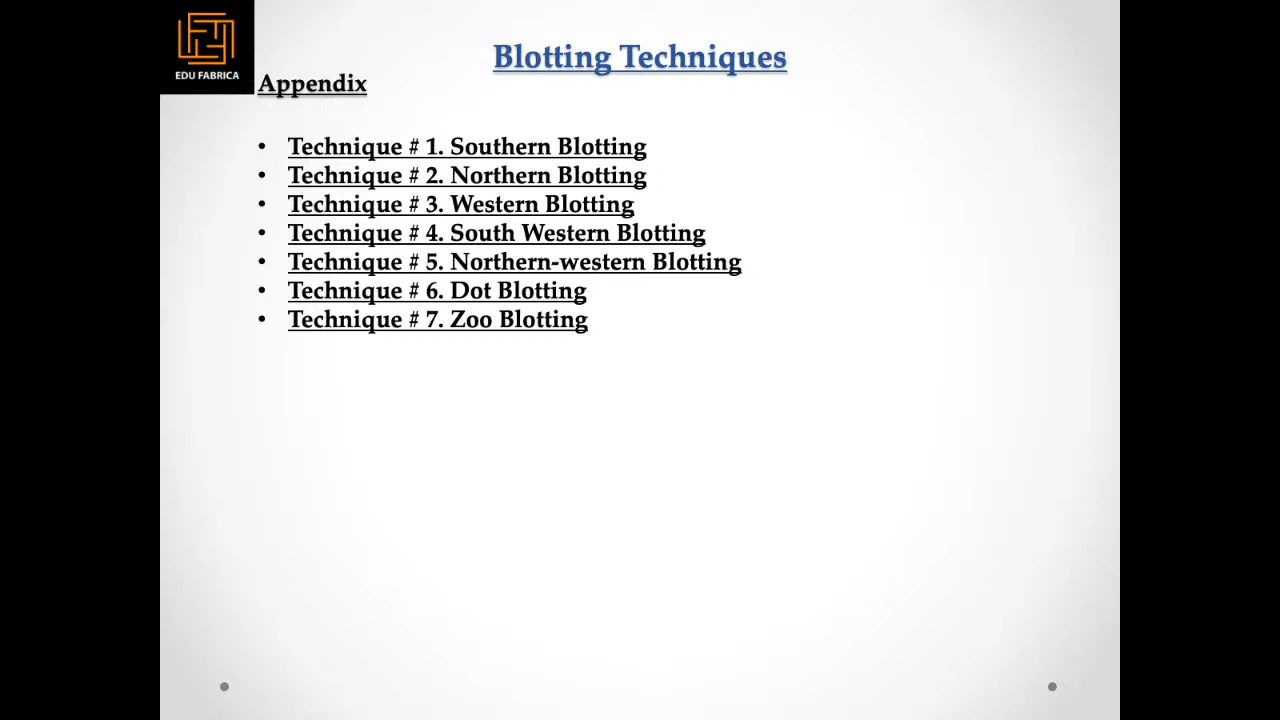 EDU FABRICA
Blotting Techniques
Appendix
• Technique # 1. Southern Blotting
• Technique # 2. Northern Blotting
• Technique # 3. Western Blotting
• Technique # 4. South Western Blotting
• Technique # 5. Northern-western Blotting
• Technique # 6. Dot Blotting
• Technique # 7. Zoo Blotting